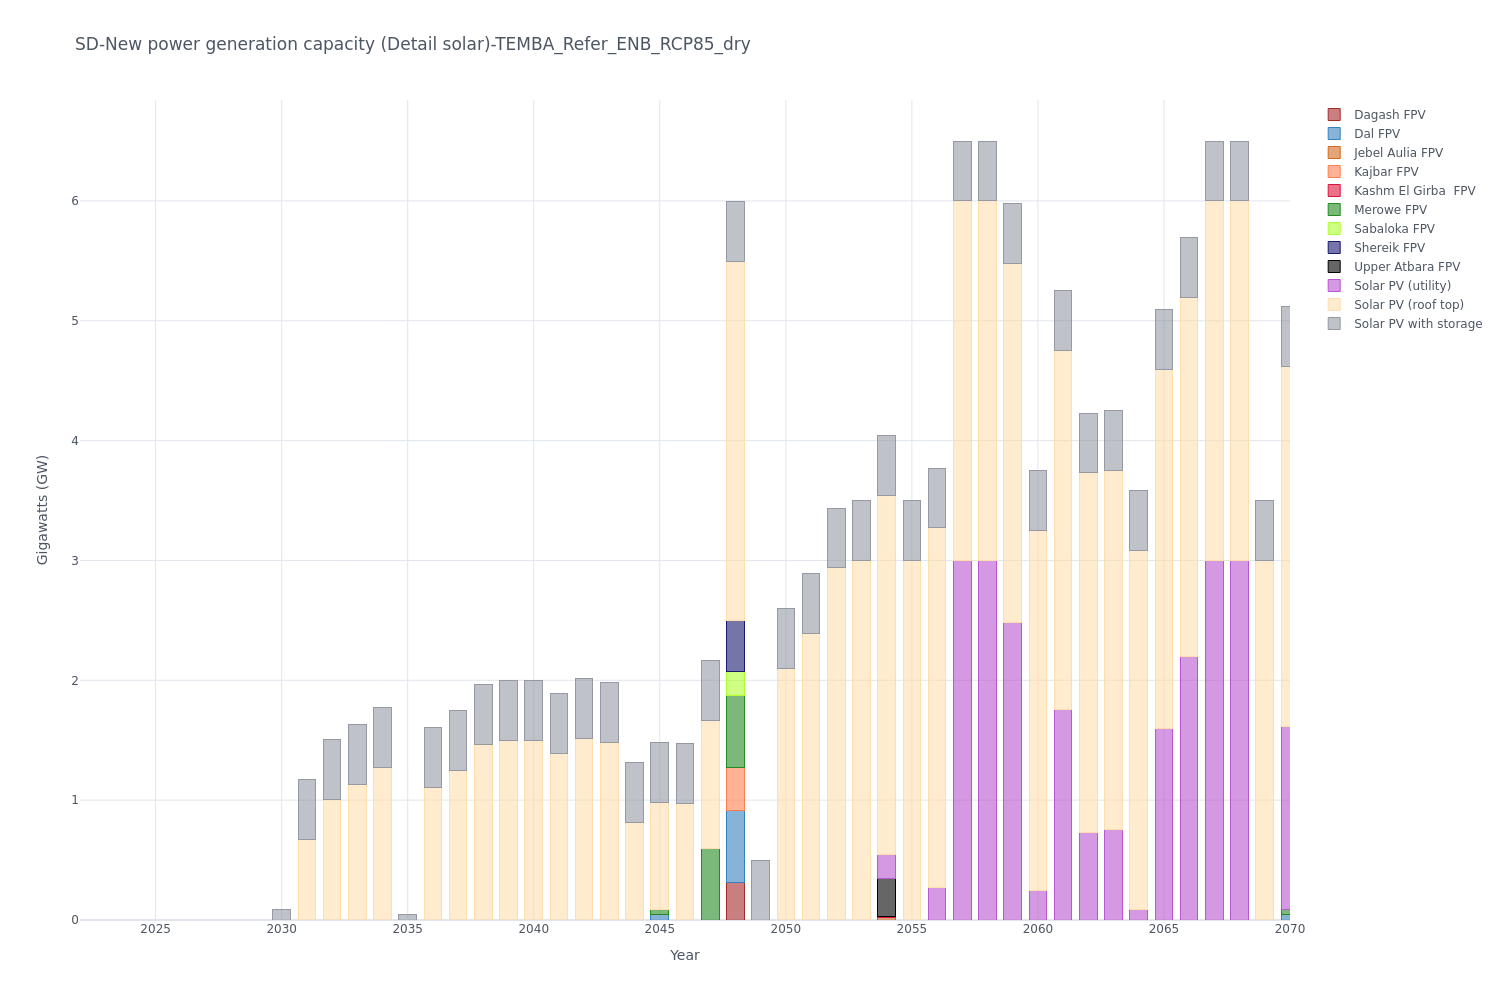 SD-New power generation capacity (Detail solar)-TEMBA_Refer_ENB_RCP85_dry
Dagash FPV
Dal FPV
Jebel Aulia FPV
Kajbar FPV
Kashm El Girba  FPV
Merowe FPV
Sabaloka FPV
Shereik FPV
Upper Atbara FPV
Solar PV (utility)
Solar PV (roof top)
Solar PV with storage
6
5
4
3
2
1
0
Gigawatts (GW)
2025 2030 2035 2040 2045 2050 2055 2060 2065 2070
Year